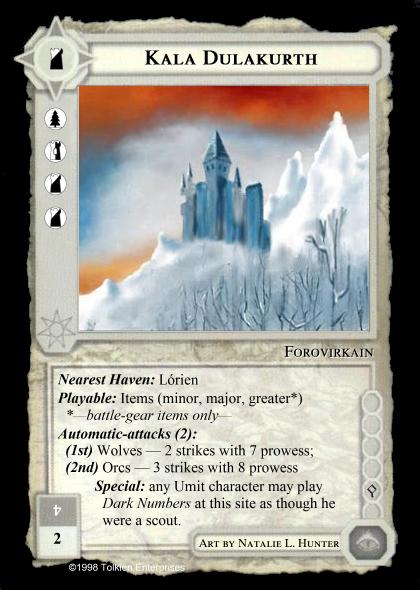 KALA DULAKURTH
FOROVIRKAIN
Nearest Haven: Lórien
Playable: Items (minor, major, greater*)
*—battle-gear items only—
Automatic-attacks (2):
(1st) Wolves — 2 strikes with 7 prowess;
(2nd) Orcs — 3 strikes with 8 prowess
Special: any Umit character may play
Dark Numbers at this site as though he
were a scout.
4
2
ART BY NATALIE L. HUNTER
©1998 Tolkien Enterprises